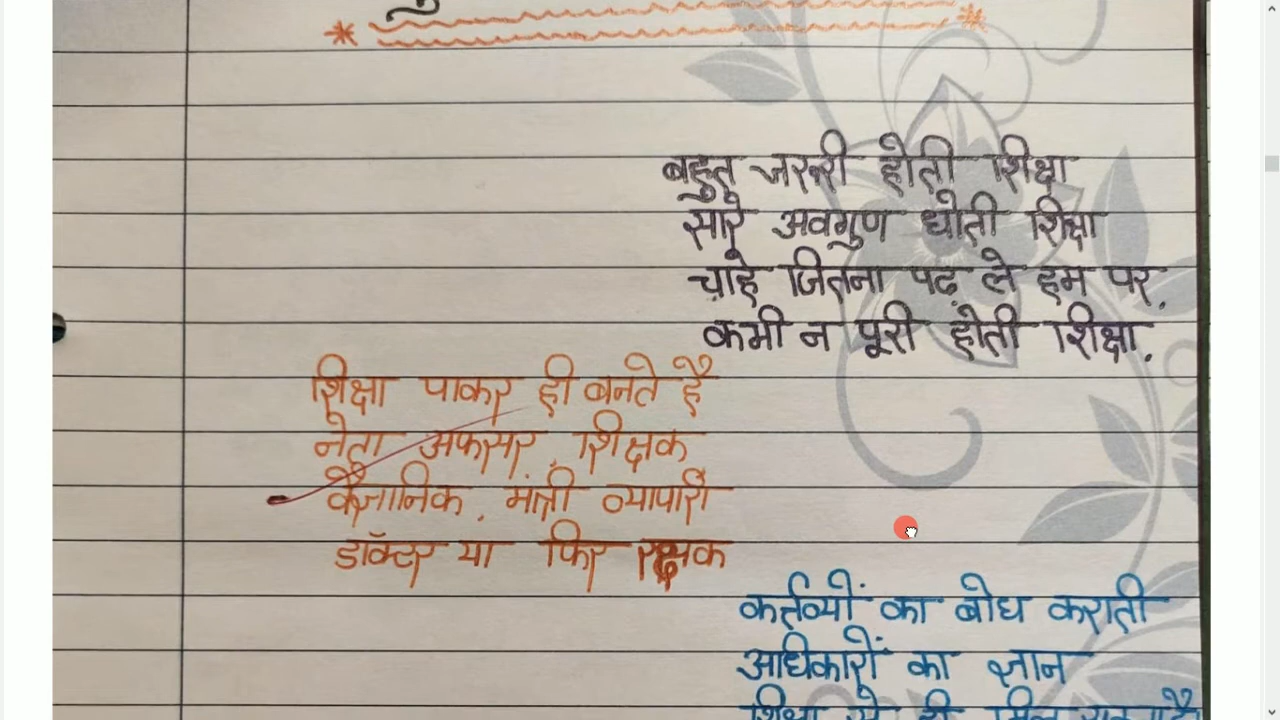 बहुत जरुरी होती शिक्षा
सारे अवगुण धोती शिक्षा
चाहे जितना पढ़ ले हम पर
कभी न पूरी होती शिक्षा.
शिक्षा पाकर ही बनते है
नेता अफसर, शिक्षक
वैज्ञानिक, मंत्री व्यापारी
डॉक्टर या फिर रक्षक
कर्तव्यों का बोध कराती
अधिकारों का ज्ञान
शिक्षा से ही मिल